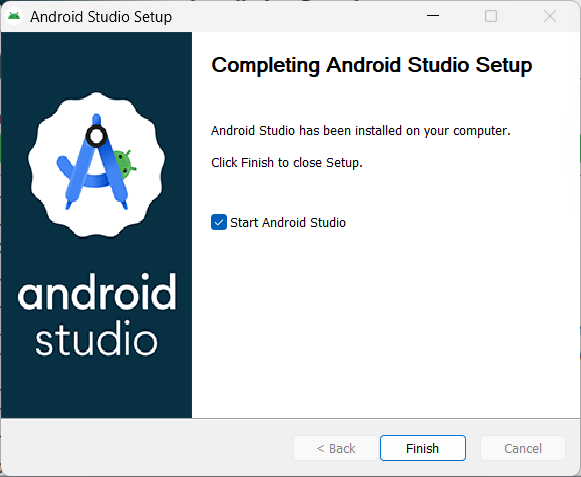 Android Studio Setup
Completing Android Studio Setup
Android Studio has been installed on your computer.
Click Finish to close Setup.
Start Android Studio
android
studio
< Back
Finish
Cancel